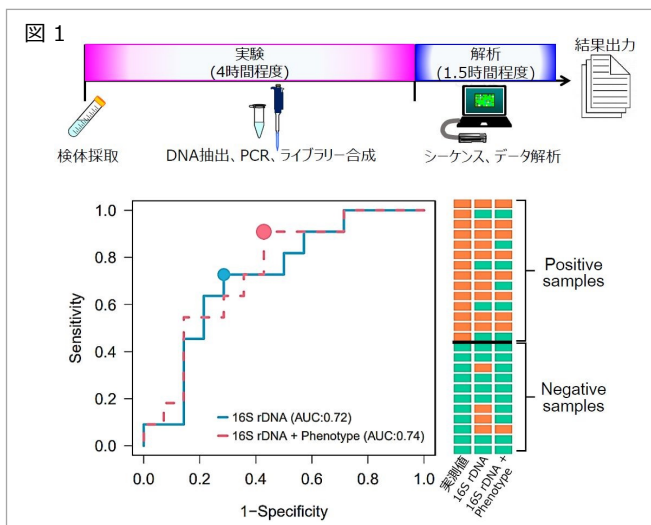 図 1
実験
(4時間程度)
解析
(1.5時間程度)
結果出力
検体採取
DNA抽出、PCR、ライブラリー合成
シーケンス、データ解析
Sensitivity
1.0
0.8
0.6
0.4
0.2
0.0
16S rDNA (AUC:0.72)
16S rDNA + Phenotype (AUC:0.74)
0.0 0.2 0.4 0.6 0.8 1.0
1-Specificity
Positive
samples
Negative
samples
実測値
16S rDNA
16S rDNA +
Phenotype